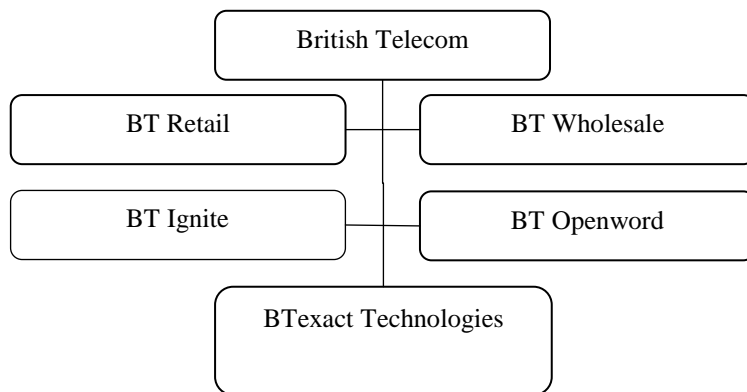 British Telecom
BT Retail
BT Wholesale
BT Ignite
BT Openword
BTexact Technologies